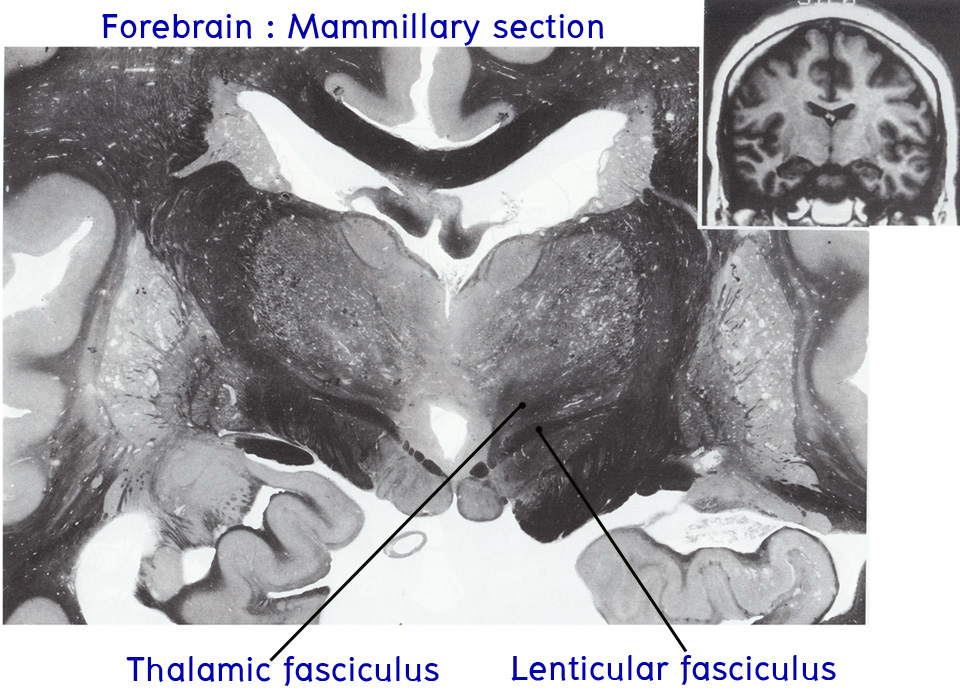 Forebrain : Mammillary section
Thalamic fasciculus
Lenticular fasciculus